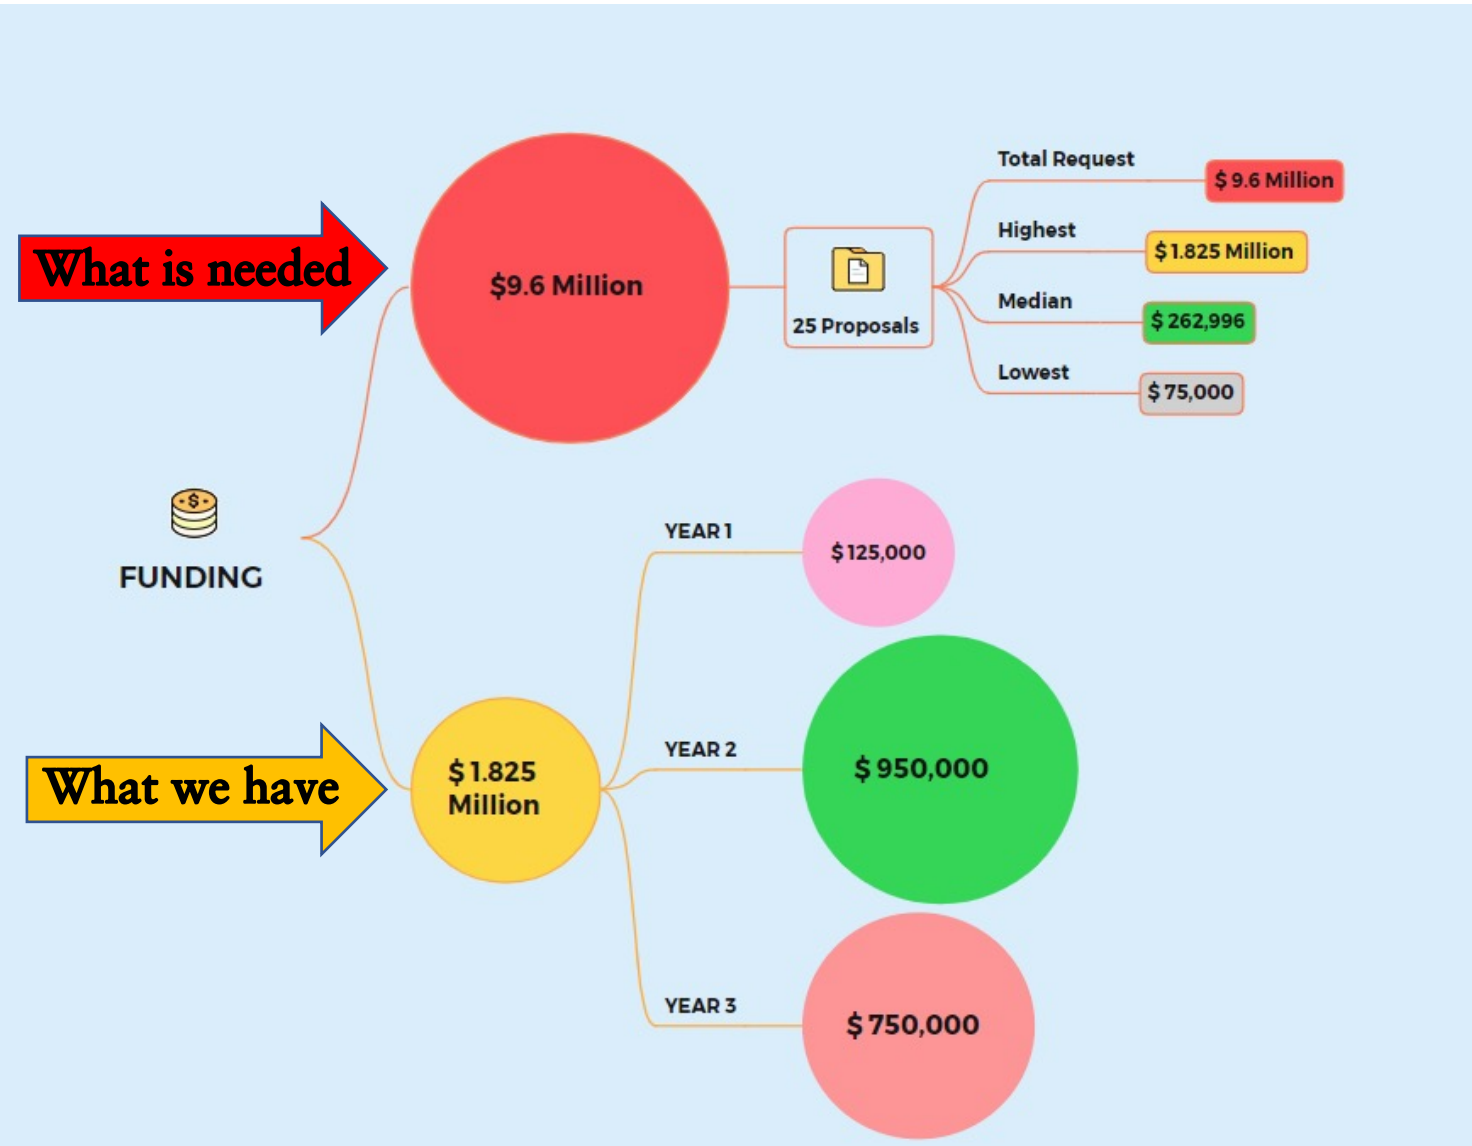 What is needed
$9.6 Million
25 Proposals
Total Request
$ 9.6 Million
Highest
$ 1.825 Million
Median
$ 262,996
Lowest
$ 75,000
$
FUNDING
What we have
$ 1.825
Million
YEAR 1
$ 125,000
YEAR 2
$ 950,000
YEAR 3
$ 750,000